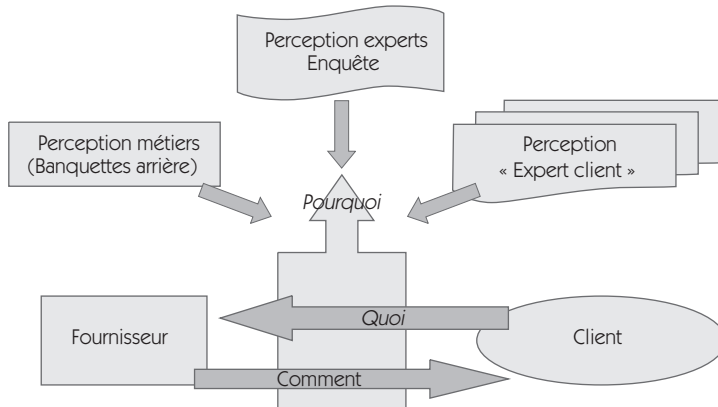 Perception experts
Enquête
Perception métiers
(Banquettes arrière)
Perception
« Expert client »
Pourquoi
Fournisseur
Quoi
Client
Comment